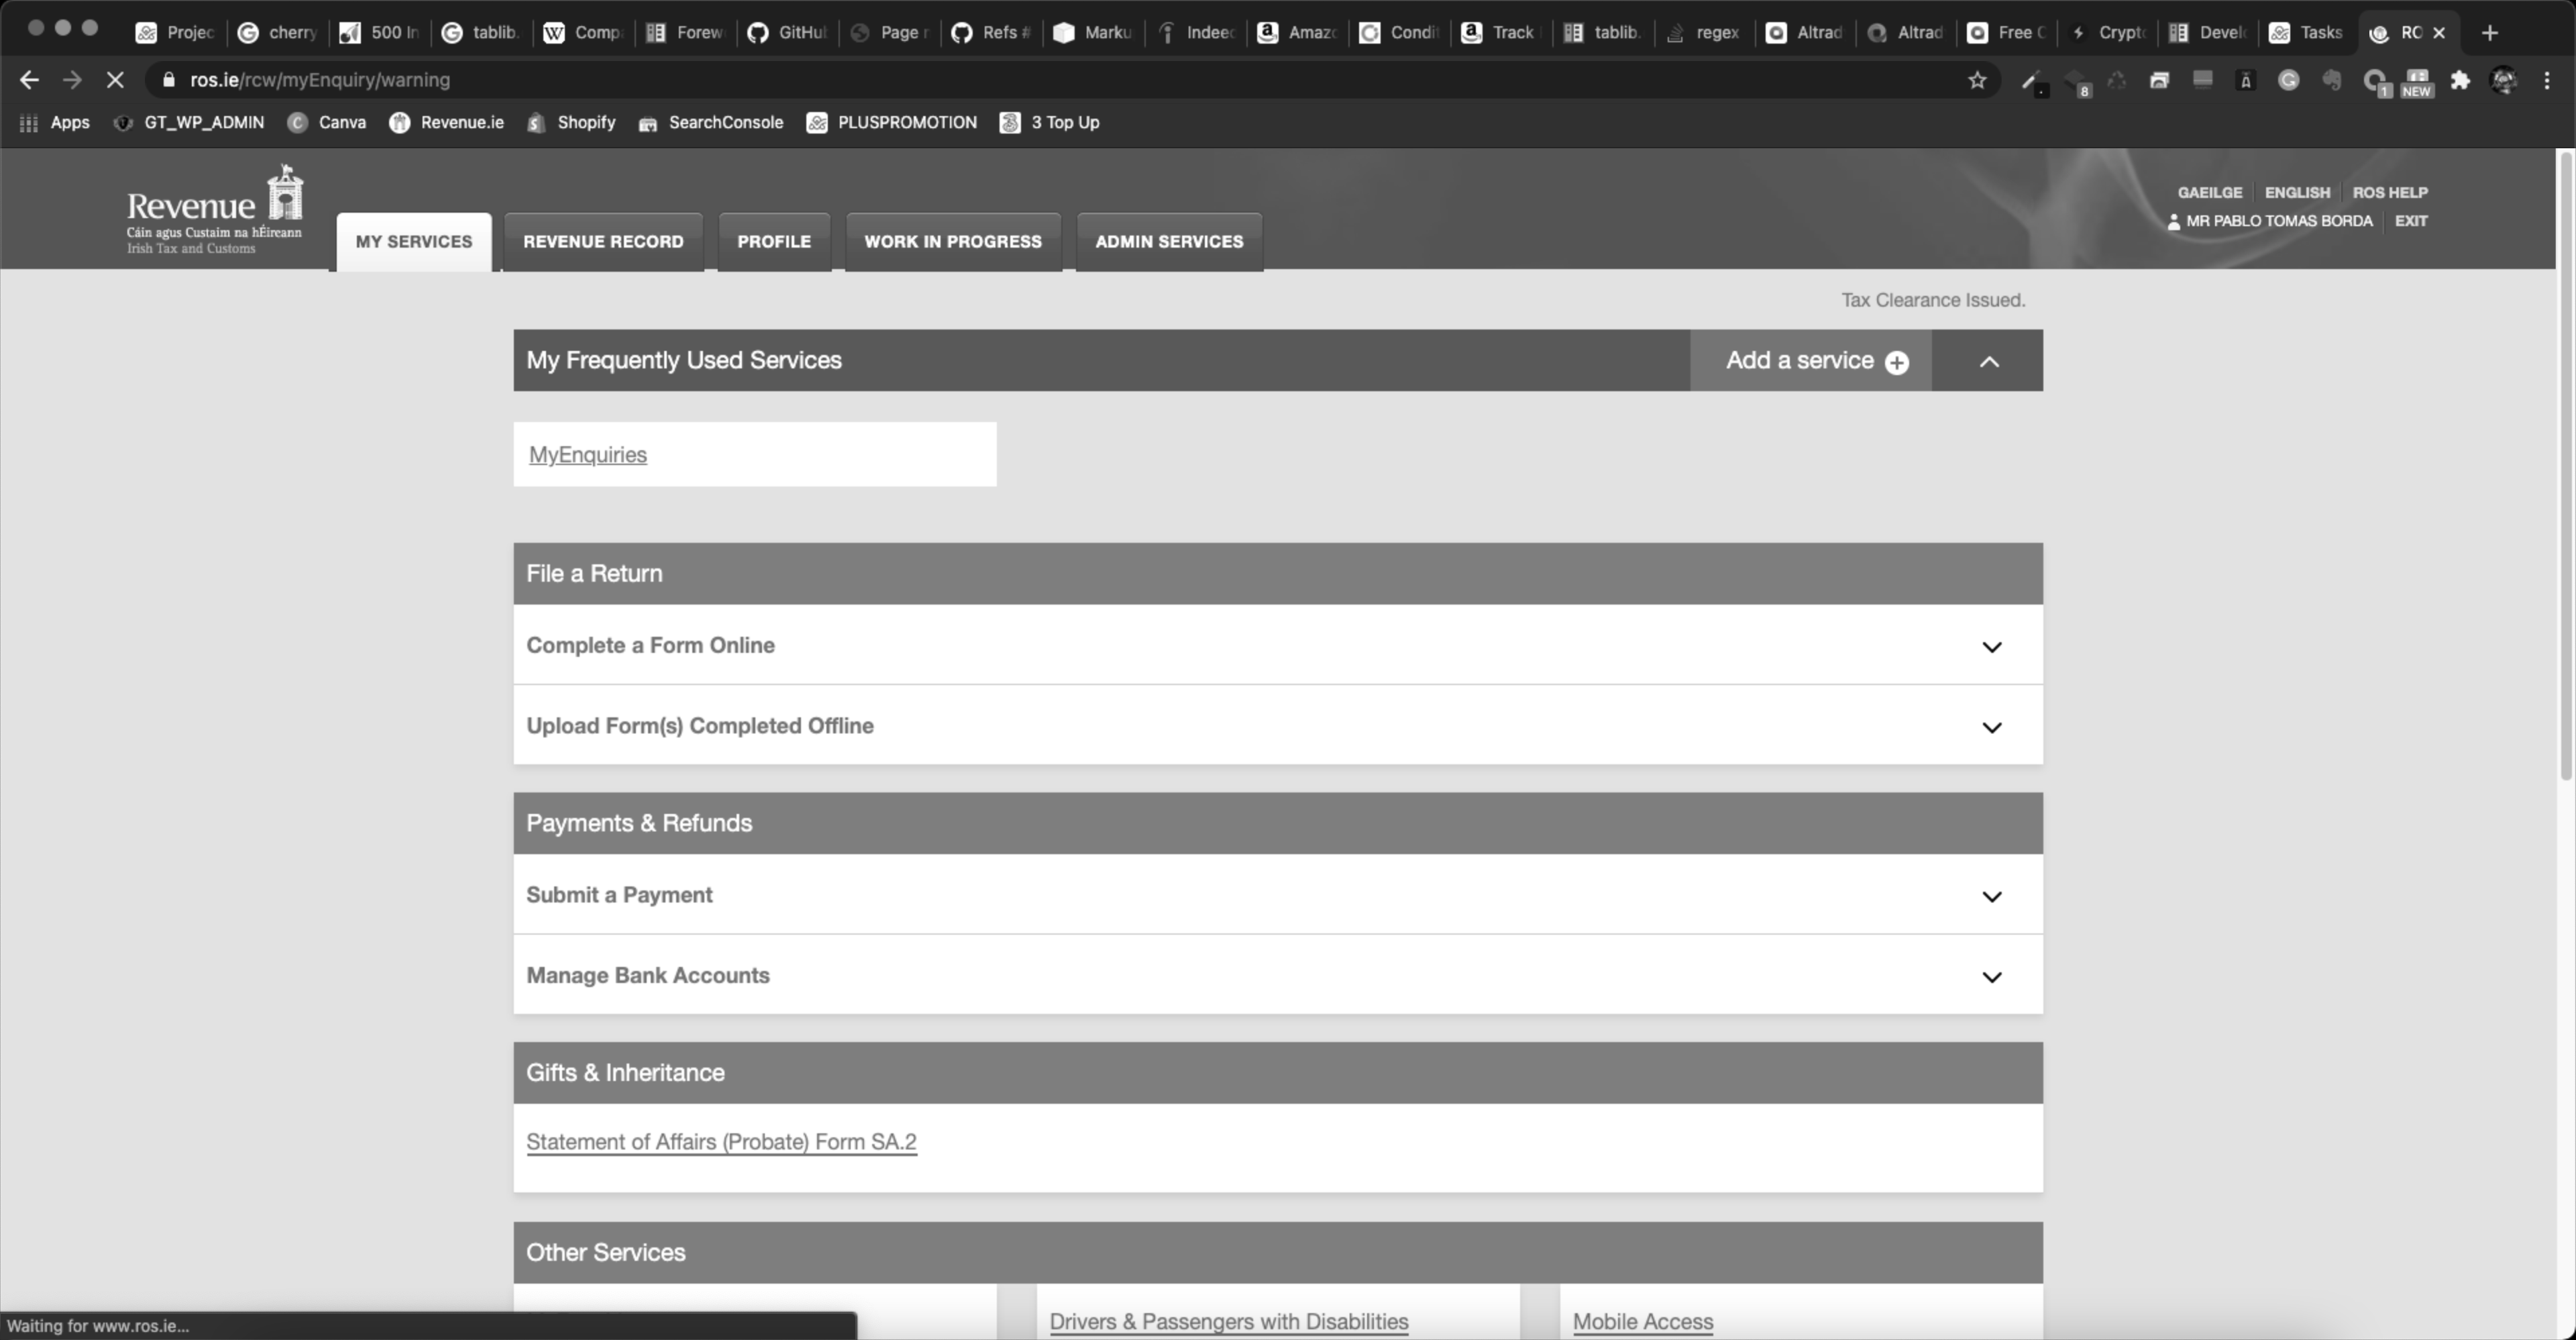 Projec
cherry
500 In
tablib.
Comp
Forew
GitHu
Page r
Refs #
Marku
Indee
Amazo
Condi
Track
tablib.
regex
Altrad
Altrad
Free C
Crypto
Develo
Tasks
RO
ros.ie/rcw/myEnquiry/warning
8
1
NEW
Apps
GT_WP_ADMIN
Canva
Revenue.ie
Shopify
SearchConsole
PLUSPROMOTION
3 Top Up
Revenue
Cáin agus Custaim na hÉireann
Irish Tax and Customs
MY SERVICES
REVENUE RECORD
PROFILE
WORK IN PROGRESS
ADMIN SERVICES
GAEILGE
ENGLISH
ROS HELP
MR PABLO TOMAS BORDA
EXIT
Tax Clearance Issued.
My Frequently Used Services
Add a service
MyEnquiries
File a Return
Complete a Form Online
Upload Form(s) Completed Offline
Payments & Refunds
Submit a Payment
Manage Bank Accounts
Gifts & Inheritance
Statement of Affairs (Probate) Form SA.2
Other Services
Drivers & Passengers with Disabilities
Mobile Access
Waiting for www.ros.ie...